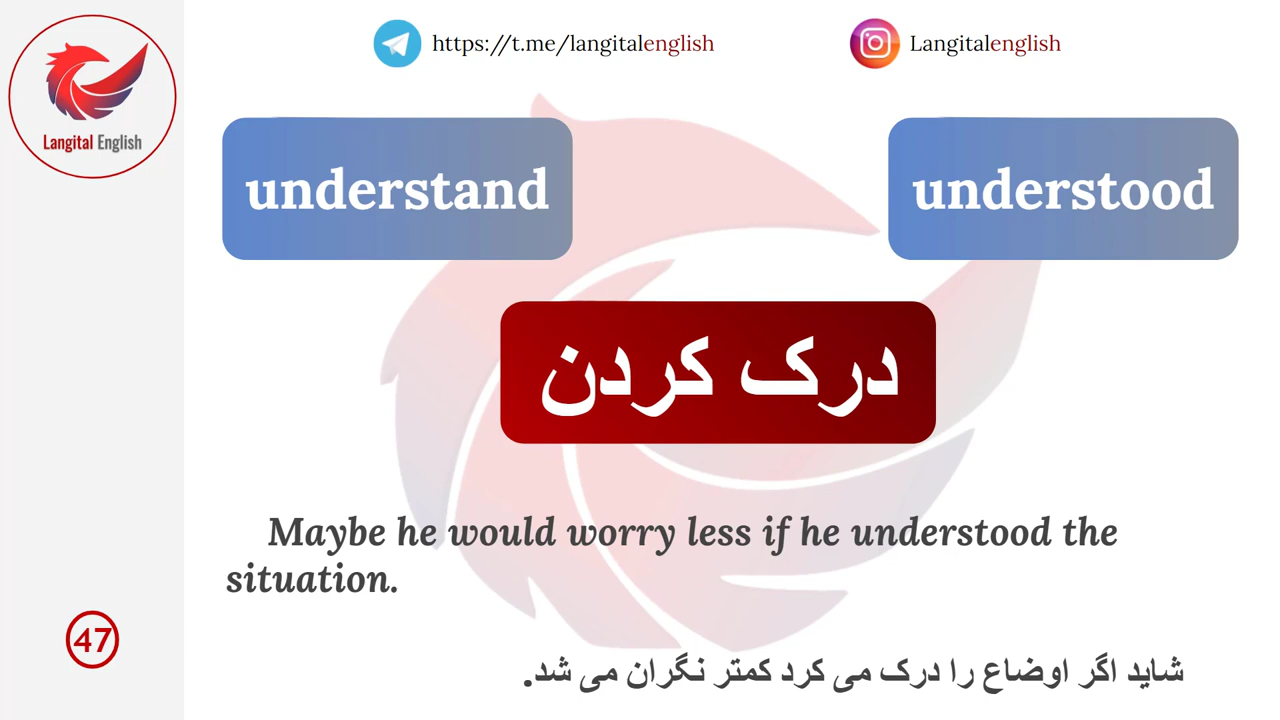 https://t.me/langitalenglish
Langitalenglish
Langital English
understand
understood
درک کردن
Maybe he would worry less if he understood the
situation.
47
شاید اگر اوضاع را درک می کرد کمتر نگران می شد.